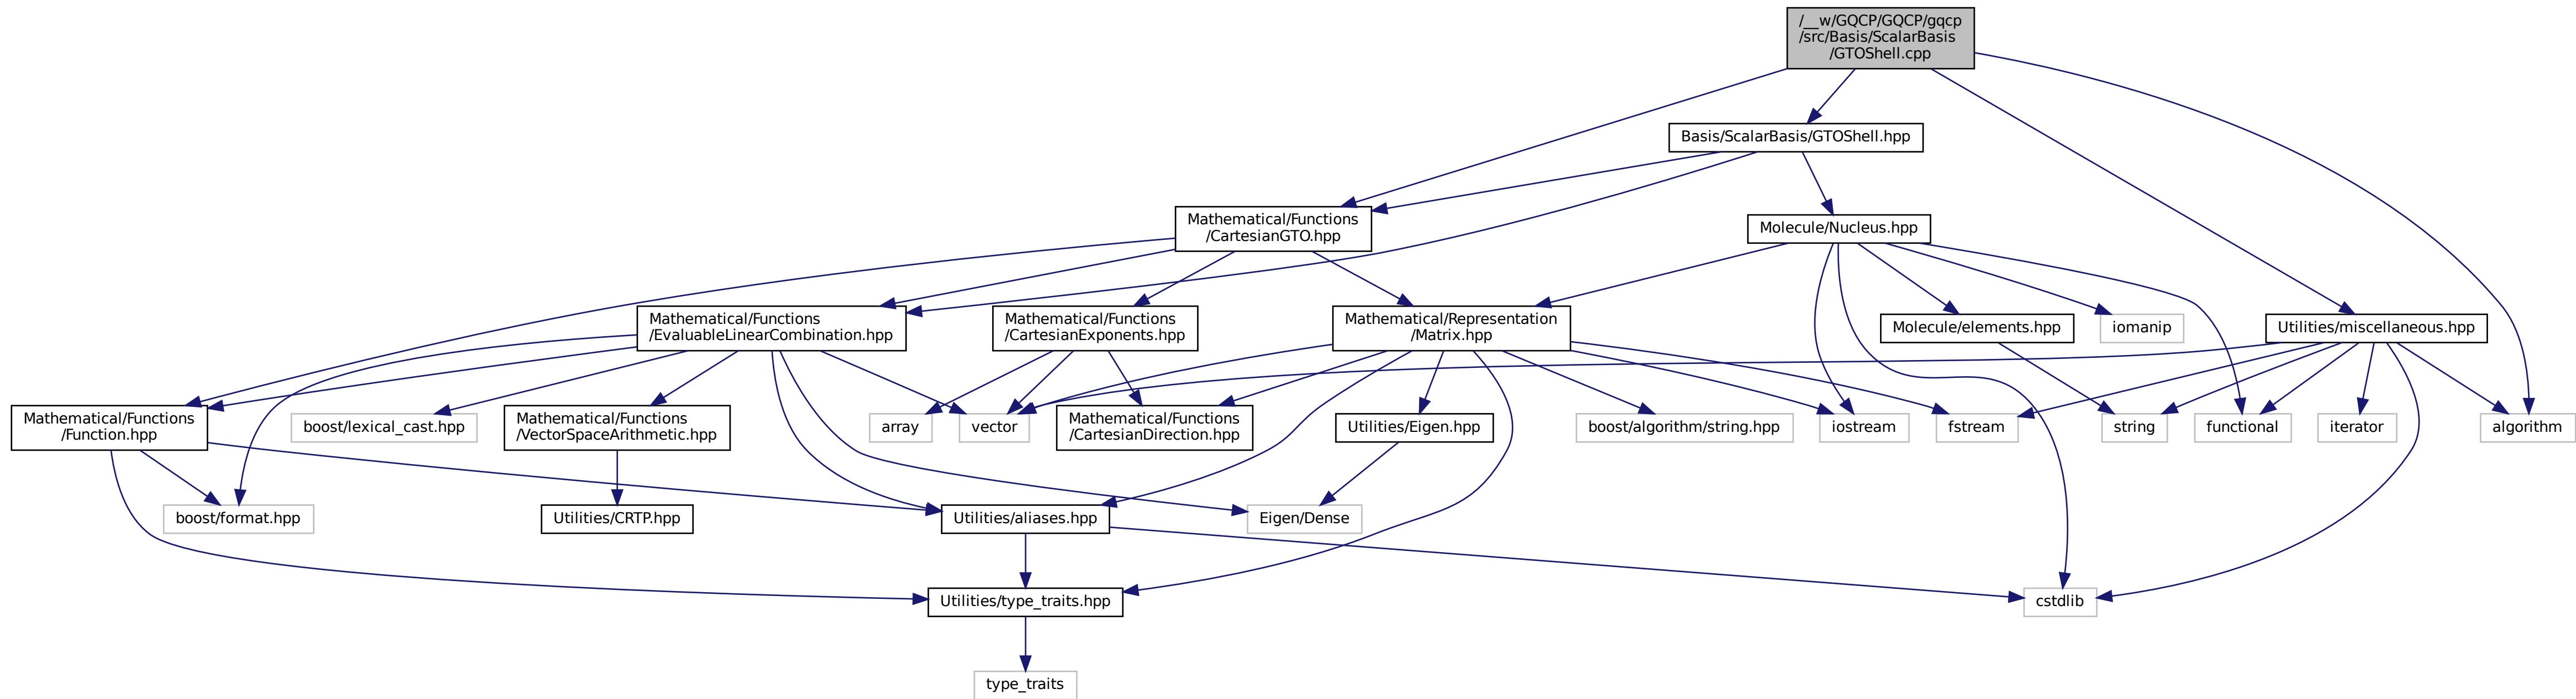 /__w/GQCP/GQCP/gqcp
/src/Basis/ScalarBasis
/GTOShell.cpp
Basis/ScalarBasis/GTOShell.hpp
Mathematical/Functions
/CartesianGTO.hpp
Molecule/Nucleus.hpp
Mathematical/Functions
/EvaluableLinearCombination.hpp
Mathematical/Functions
/CartesianExponents.hpp
Mathematical/Representation
/Matrix.hpp
Molecule/elements.hpp
iomanip
Utilities/miscellaneous.hpp
Mathematical/Functions
/Function.hpp
boost/lexical_cast.hpp
Mathematical/Functions
/VectorSpaceArithmetic.hpp
array
vector
Mathematical/Functions
/CartesianDirection.hpp
Utilities/Eigen.hpp
boost/algorithm/string.hpp
iostream
fstream
string
functional
iterator
algorithm
boost/format.hpp
Utilities/CRTP.hpp
Utilities/aliases.hpp
Eigen/Dense
Utilities/type_traits.hpp
cstdlib
type_traits